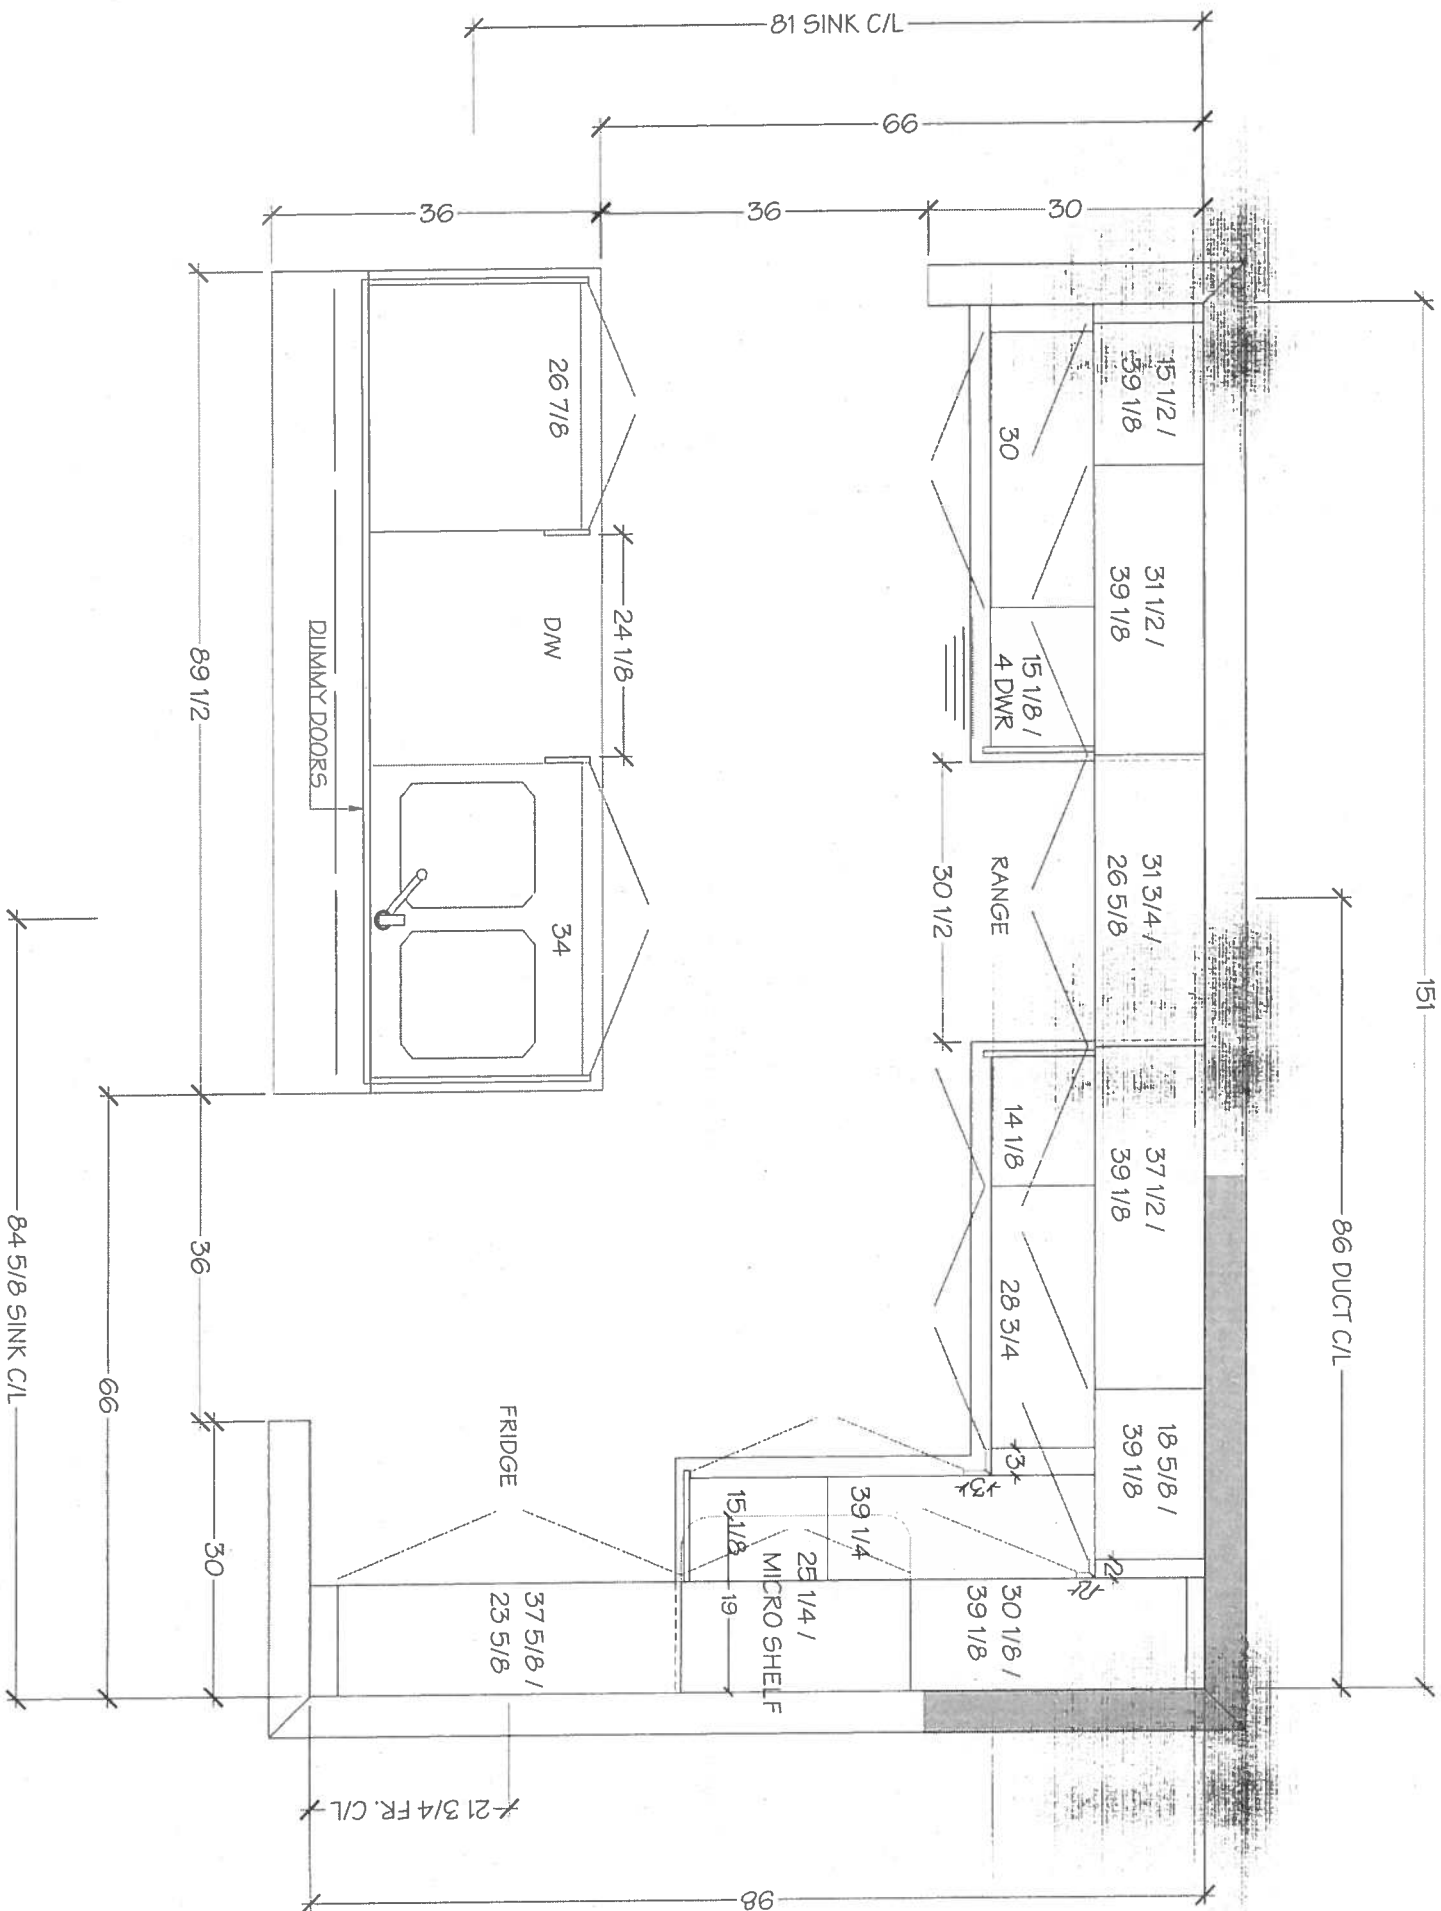 151
86 DUCT C/L
15 1/2 /
39 1/8
31 1/2 /
39 1/8
31 3/4 /
26 5/8
37 1/2 /
39 1/8
18 5/8 /
39 1/8
30
15 1/8 /
4 DWR
RANGE
30 1/2
14 1/8
28 3/4
3
3
2
2
30 1/8 /
39 1/8
39 1/4
25 1/4 /
MICRO SHELF
15 1/8
19
37 5/8 /
23 5/8
FRIDGE
81 SINK C/L
66
30
36
36
26 7/8
24 1/8
D/W
34
DUMMY DOORS
89 1/2
36
30
66
84 5/8 SINK C/L
21 3/4 FR. C/L
98